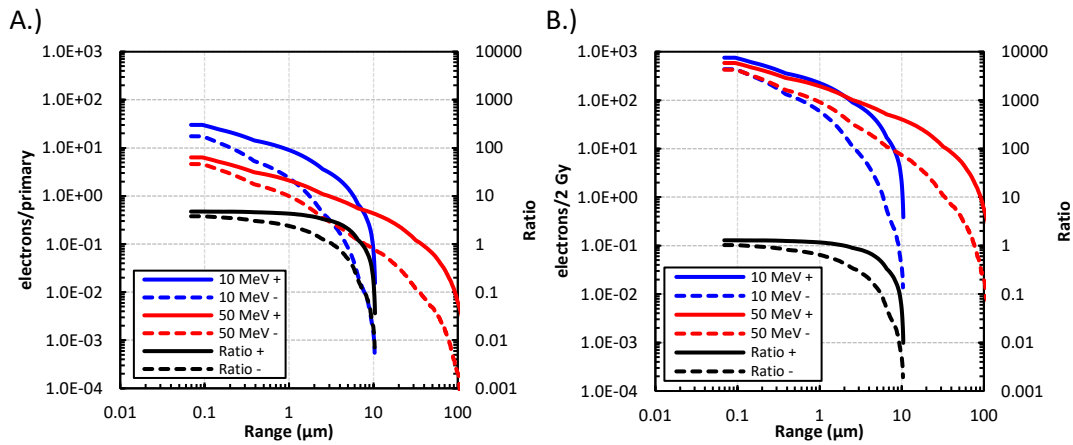 A.)
B.)
1.0E+03
1.0E+02
1.0E+01
1.0E+00
1.0E-01
1.0E-02
1.0E-03
1.0E-04
electrons/primary
10000
1000
100
10
1
0.1
0.01
0.001
Ratio
0.01
0.1
1
10
100
Range (µm)
10 MeV +
10 MeV -
50 MeV +
50 MeV -
Ratio +
Ratio -
1.0E+03
1.0E+02
1.0E+01
1.0E+00
1.0E-01
1.0E-02
1.0E-03
1.0E-04
electrons/2 Gy
10000
1000
100
10
1
0.1
0.01
0.001
Ratio
0.01
0.1
1
10
100
Range (µm)
10 MeV +
10 MeV -
50 MeV +
50 MeV -
Ratio +
Ratio -